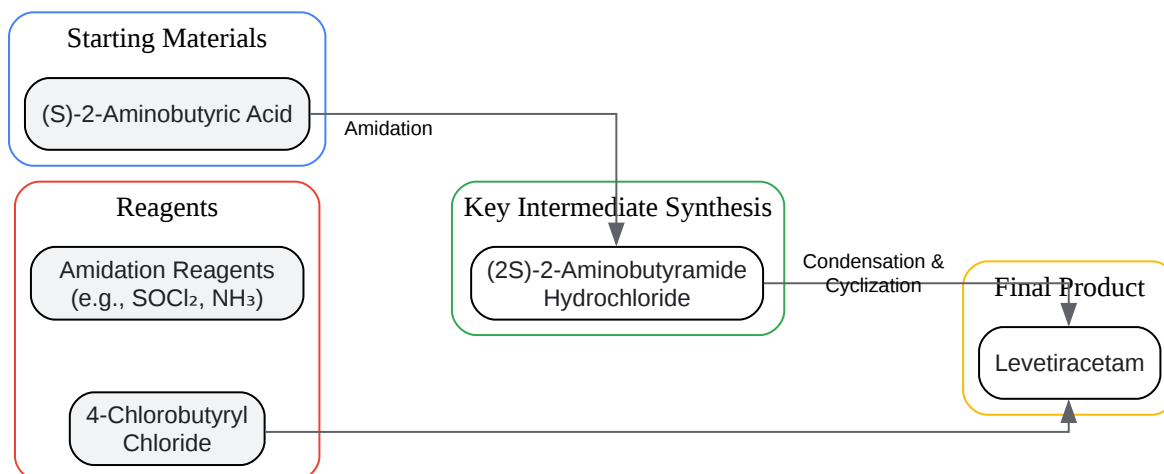 Starting Materials
(S)-2-Aminobutyric Acid
Amidation
Reagents
Amidation Reagents
(e.g., SOCl₂, NH₃)
4-Chlorobutyryl
Chloride
Key Intermediate Synthesis
(2S)-2-Aminobutyramide
Hydrochloride
Condensation &
Cyclization
Final Product
Levetiracetam